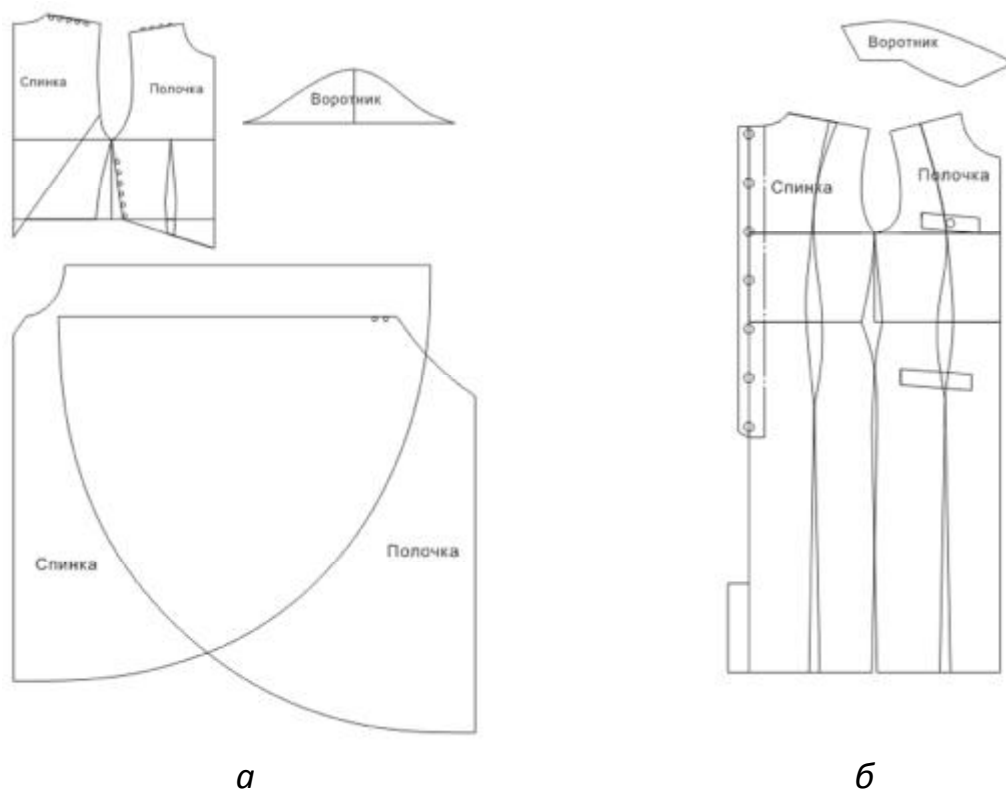 Спинка
Полочка
Воротник
Спинка
Полочка
Воротник
Спинка
Полочка
а
б